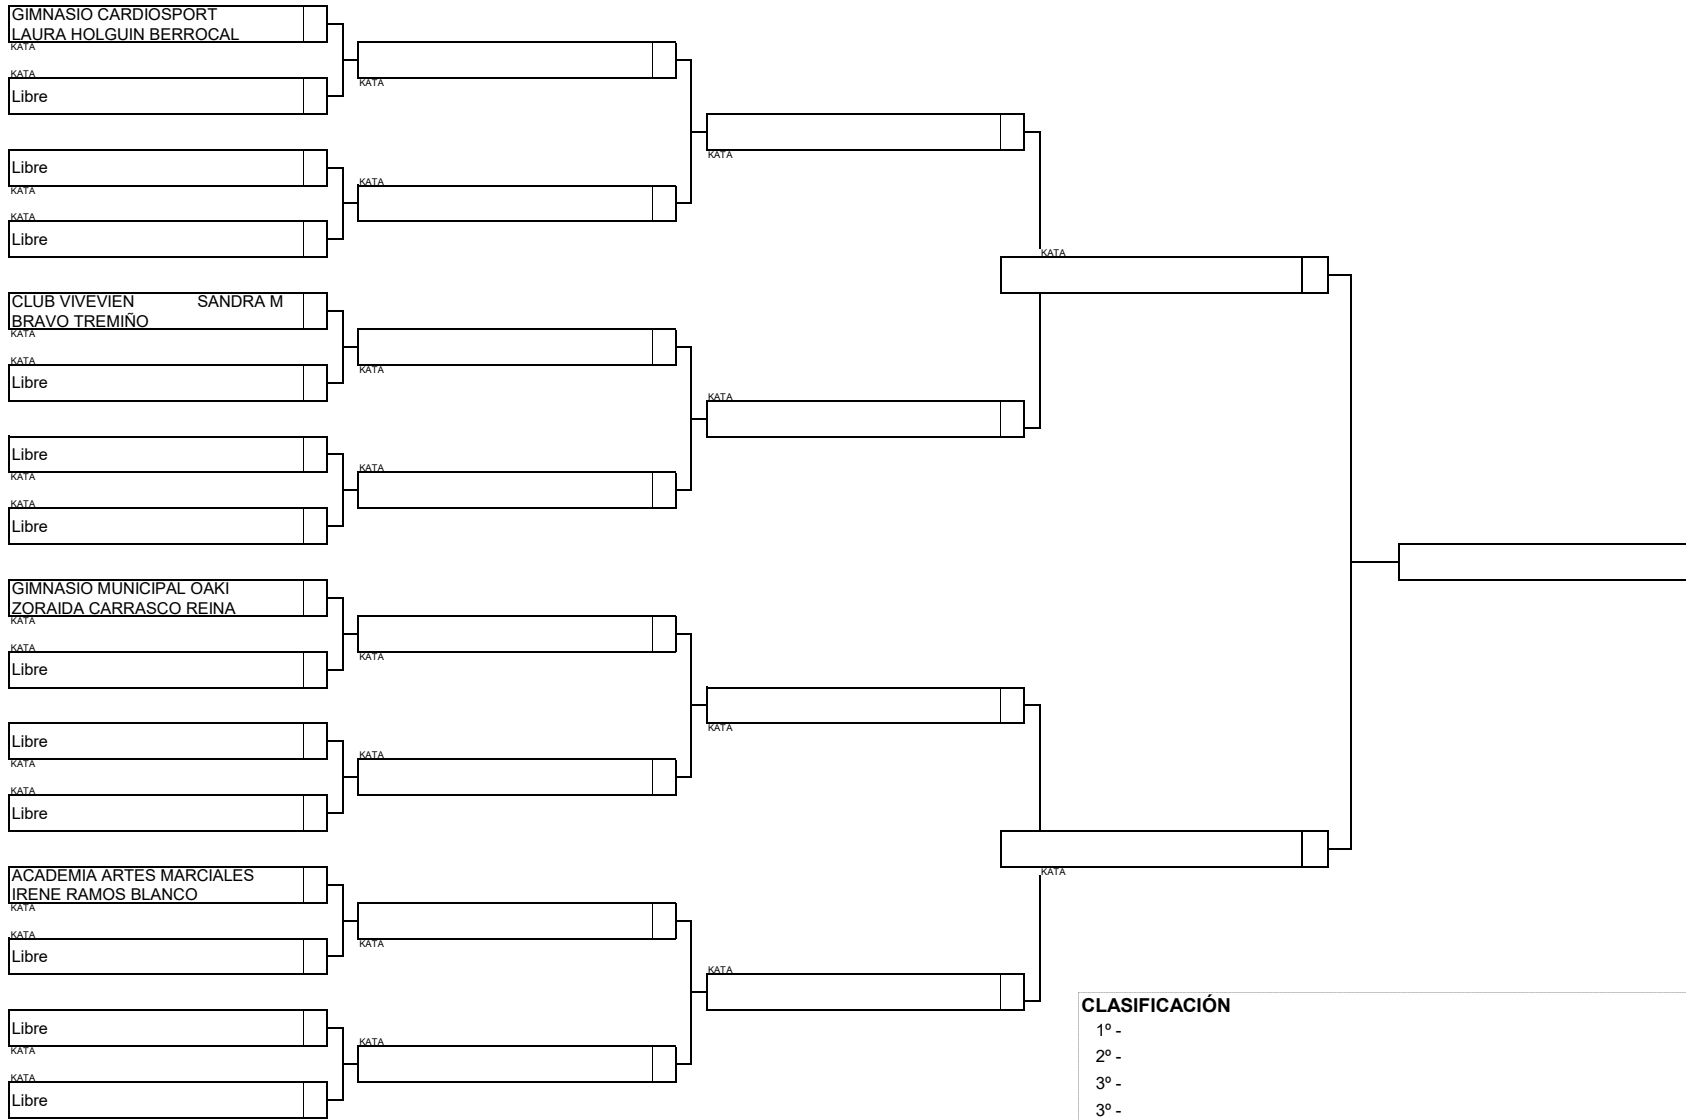 GIMNASIO CARDIOSPORT
LAURA HOLGUIN BERROCAL
KATA
KATA
Libre
KATA
Libre
KATA
KATA
Libre
KATA
KATA
CLUB VIVEVIEN SANDRA M
BRAVO TREMIÑO
KATA
KATA
Libre
KATA
Libre
KATA
KATA
Libre
KATA
KATA
KATA
GIMNASIO MUNICIPAL OAKI
ZORAIDA CARRASCO REINA
KATA
KATA
Libre
KATA
Libre
KATA
KATA
Libre
KATA
KATA
ACADEMIA ARTES MARCIALES
IRENE RAMOS BLANCO
KATA
KATA
Libre
KATA
Libre
KATA
KATA
Libre
KATA
KATA
KATA
CLASIFICACIÓN
1º -
2º -
3º -
3º -